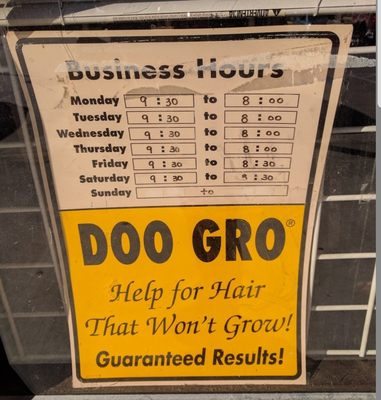 Business Hours
Monday 9:30 to 8:00
Tuesday 9:30 to 8:00
Wednesday 9:30 to 8:00
Thursday 9:30 to 8:00
Friday 9:30 to 8:30
Saturday 9:30 to 9:30
Sunday to
DOO GRO®
Help for Hair
That Won't Grow!
Guaranteed Results!